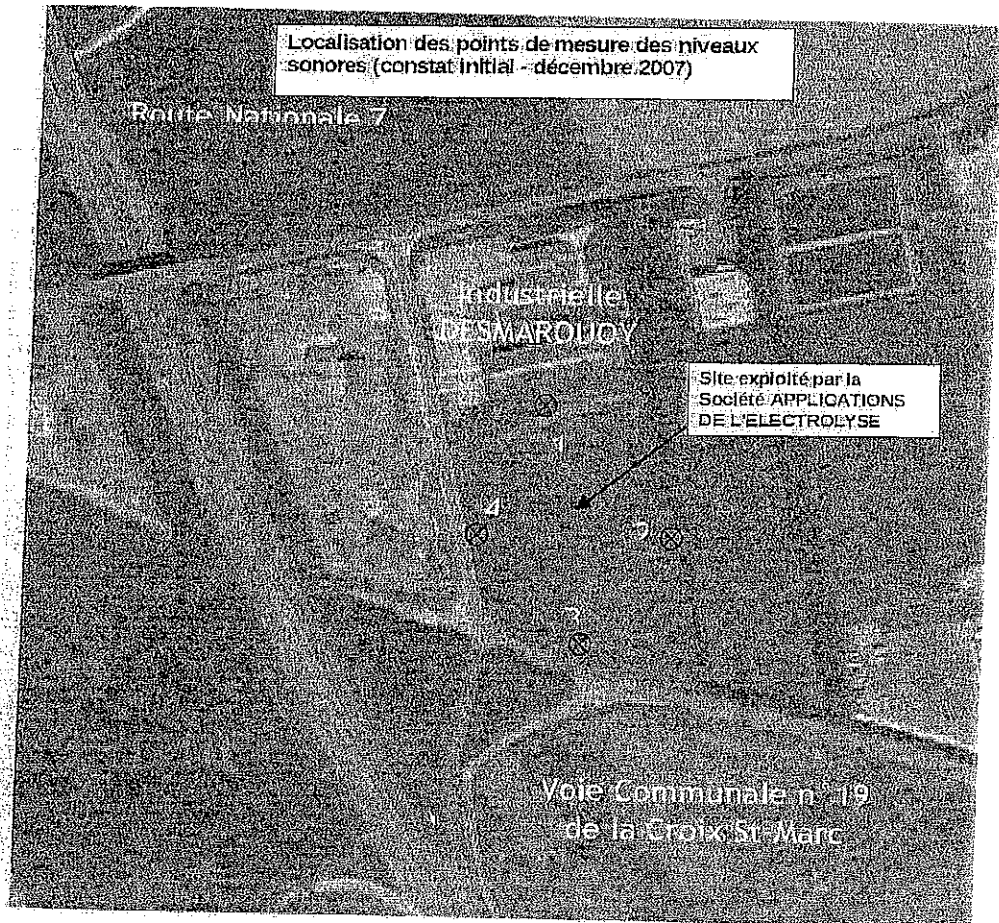 Localisation des points de mesure des niveaux
sonores (constat initial - décembre 2007)
Route Nationale 7
Industrielle
DESMARQUOY
Site exploité par la
Société APPLICATIONS
DE L'ELECTROLYSE
1
4
2
3
Voie Communale n° 19
de la Croix St-Marc